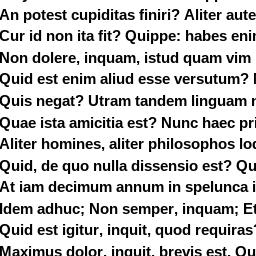 An potest cupiditas finiri? Aliter aute
Cur id non ita fit? Quippe: habes enim
Non dolere, inquam, istud quam vim
Quid est enim aliud esse versutum?
Quis negat? Utram tandem linguam n
Quae ista amicitia est? Nunc haec pri
Aliter homines, aliter philosophos loq
Quid, de quo nulla dissensio est? Qu
At iam decimum annum in spelunca i
Idem adhuc; Non semper, inquam; Et
Quid est igitur, inquit, quod requiras?
Maximus dolor, inquit, brevis est. Qu